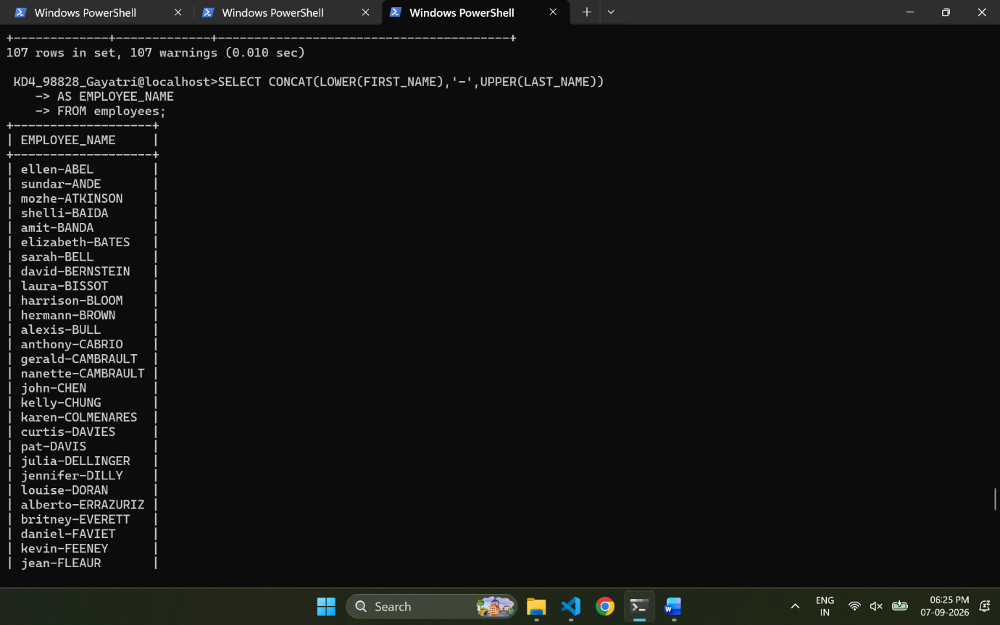 Windows PowerShell
Windows PowerShell
Windows PowerShell
+-------------+-------------+----------------------------------------+
107 rows in set, 107 warnings (0.010 sec)
KD4_98828_Gayatri@localhost>SELECT CONCAT(LOWER(FIRST_NAME),'-',UPPER(LAST_NAME))
-> AS EMPLOYEE_NAME
-> FROM employees;
+-------------------+
| EMPLOYEE_NAME |
+-------------------+
| ellen-ABEL |
| sundar-ANDE |
| mozhe-ATKINSON |
| shelli-BAIDA |
| amit-BANDA |
| elizabeth-BATES |
| sarah-BELL |
| david-BERNSTEIN |
| laura-BISSOT |
| harrison-BLOOM |
| hermann-BROWN |
| alexis-BULL |
| anthony-CABRIO |
| gerald-CAMBRAULT |
| nanette-CAMBRAULT |
| john-CHEN |
| kelly-CHUNG |
| karen-COLMENARES |
| curtis-DAVIES |
| pat-DAVIS |
| julia-DELLINGER |
| jennifer-DILLY |
| louise-DORAN |
| alberto-ERRAZURIZ |
| britney-EVERETT |
| daniel-FAVIET |
| kevin-FEENEY |
| jean-FLEAUR |
Search
ENG
IN
06:25 PM
07-09-2026